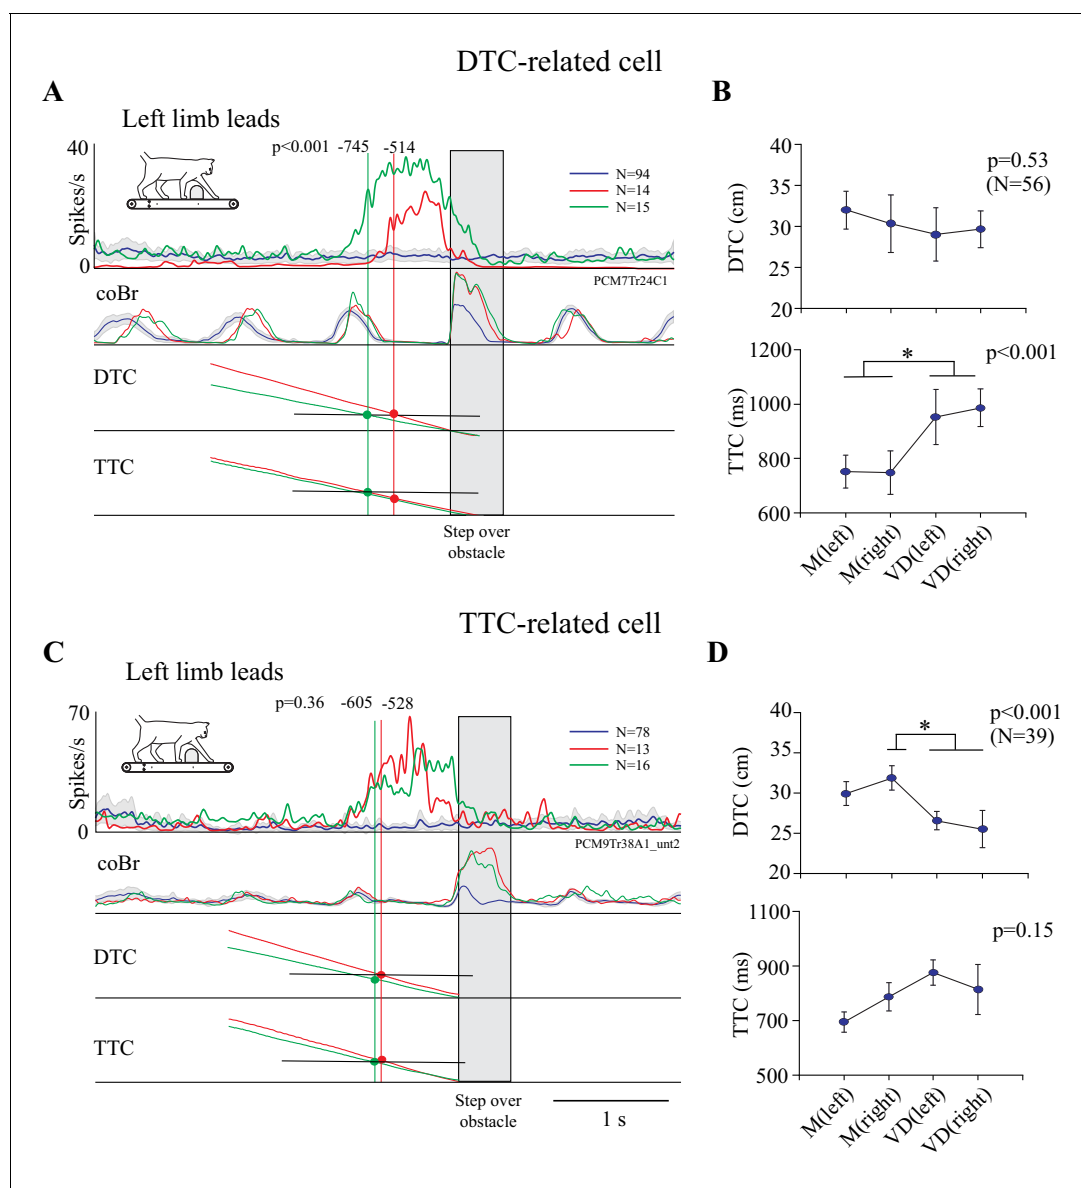 DTC-related cell
A
Left limb leads
p<0.001 -745 -514
40
Spikes/s
0
N=94
N=14
N=15
PCM7Tr24C1
coBr
DTC
TTC
Step over
obstacle
B
40
35
30
25
20
DTC (cm)
p=0.53
(N=56)
1200
1000
800
600
TTC (ms)
p<0.001
*
M(left)
M(right)
VD(left)
VD(right)
TTC-related cell
C
Left limb leads
p=0.36 -605 -528
70
Spikes/s
0
N=78
N=13
N=16
PCM9Tr38A1_unt2
coBr
DTC
TTC
Step over
obstacle
1 s
D
40
35
30
25
20
DTC (cm)
*
p<0.001
(N=39)
1100
900
700
500
TTC (ms)
p=0.15
M(left)
M(right)
VD(left)
VD(right)